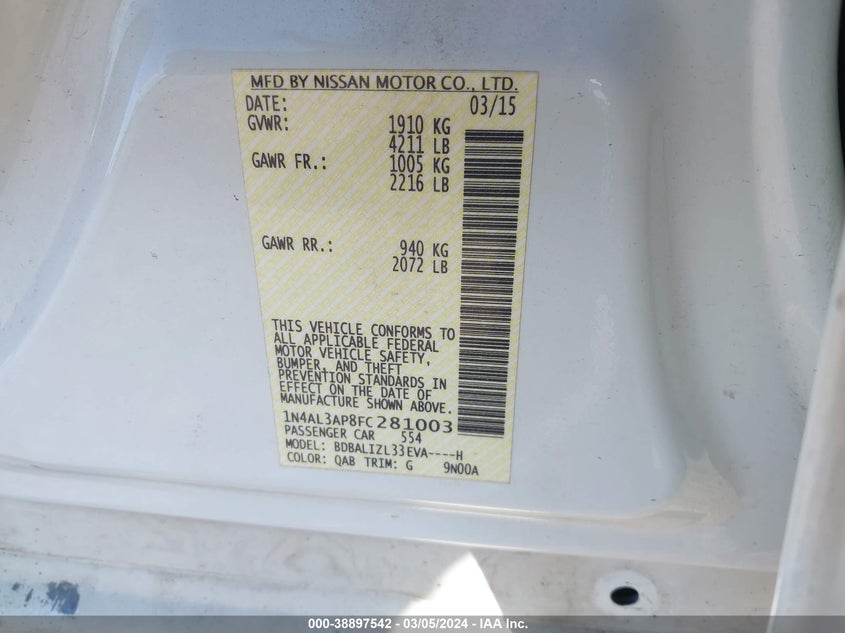 MFD BY NISSAN MOTOR CO., LTD.
DATE: 03/15
GVWR: 1910 KG
4211 LB
GAWR FR.: 1005 KG
2216 LB
GAWR RR.: 940 KG
2072 LB
THIS VEHICLE CONFORMS TO
ALL APPLICABLE FEDERAL
MOTOR VEHICLE SAFETY,
BUMPER, AND THEFT
PREVENTION STANDARDS IN
EFFECT ON THE DATE OF
MANUFACTURE SHOWN ABOVE.
1N4AL3AP8FC281003
PASSENGER CAR 554
MODEL: BDBALIZL33EVA----H
COLOR: QAB TRIM: G 9N00A
000-38897542 - 03/05/2024 - IAA Inc.